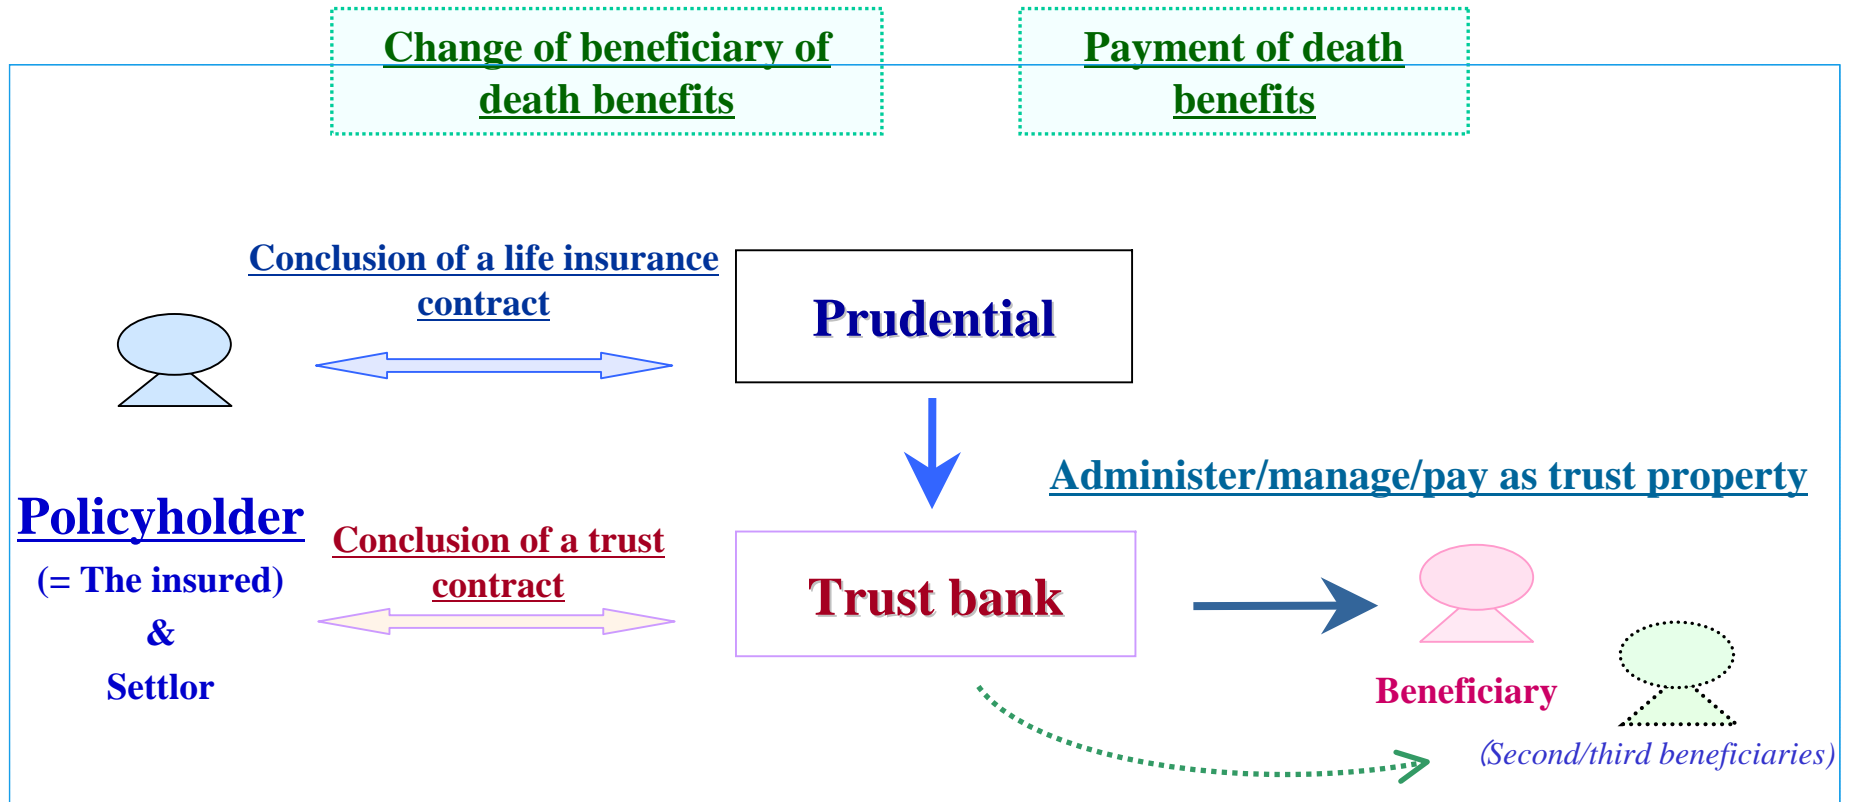 Change of beneficiary of
death benefits
Payment of death
benefits
Conclusion of a life insurance
contract
Prudential
Administer/manage/pay as trust property
Policyholder
(= The insured)
&
Settlor
Conclusion of a trust
contract
Trust bank
Beneficiary
(Second/third beneficiaries)